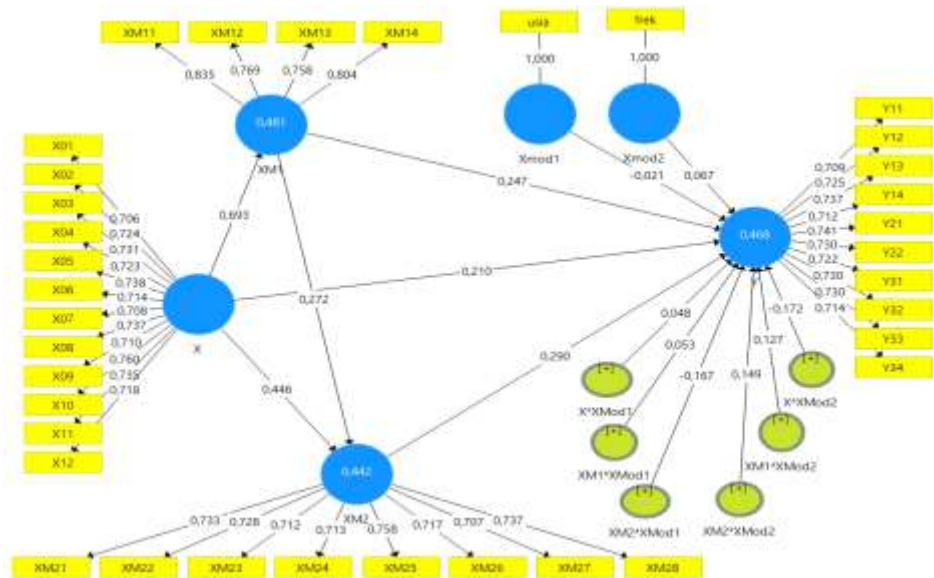 XM11 XM12 XM13 XM14
usia
0,835 0,769 0,758 0,804
1,000 1,000
0,481
XM1
Xmod1 Xmod2
X01
X02
X03
X04
X05
X06
X07
X08
X09
X10
X11
X12
0,706
0,724
0,731
0,723
0,738
0,714
0,708
0,737
0,710
0,760
0,735
0,718
X
0,693
0,247
-0,021
0,067
0,210
0,272
0,446
0,290
0,468
Y11
Y12
Y13
Y14
Y21
Y22
Y31
Y32
Y33
Y34
0,709
0,725
0,737
0,712
0,741
0,730
0,722
0,730
0,730
0,714
0,048
0,053
-0,167
0,149
0,127
-0,172
[+]
X*XMod1
[+]
XM1*XMod1
[+]
XM2*XMod1
[+]
XM2*XMod2
[+]
XM1*XMod2
[+]
X*XMod2
0,442
XM2
0,733 0,728 0,712 0,713 0,758 0,717 0,707 0,737
XM21 XM22 XM23 XM24 XM25 XM26 XM27 XM28